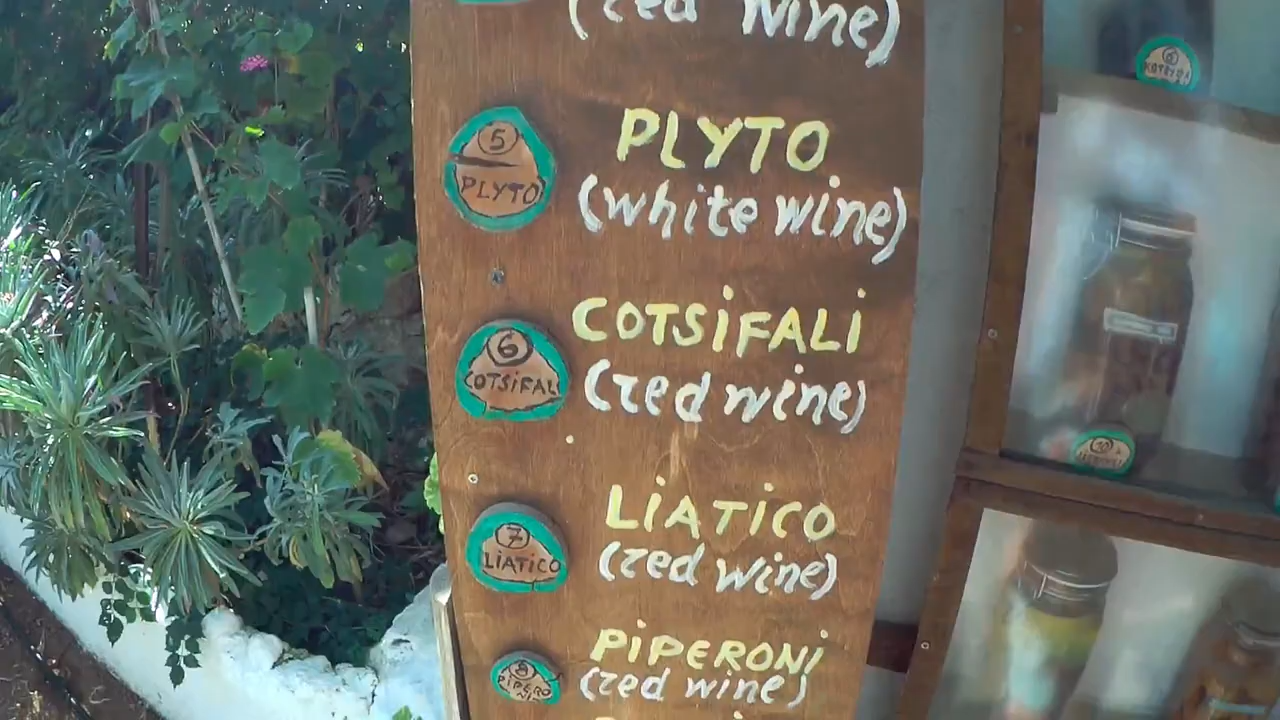 (red wine)
5
PLYTO
PLYTO
(white wine)
6
COTSiFALi
COTSiFALi
(red wine)
7
LiATiCO
LiATiCO
(red wine)
8
PiPERO
Ni
PiPERONi
(red wine)